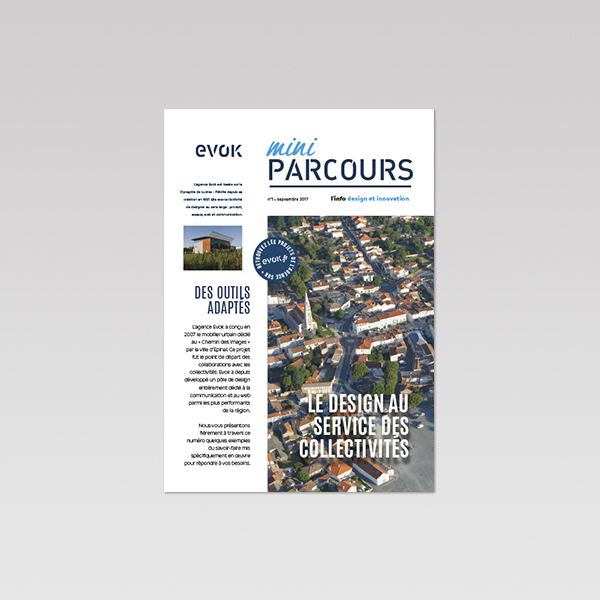 evok
L'agence Evok est basée sur le
Dynapôle de Ludres - Fléville depuis sa
création en 1997. Elle exerce l'activité
de designer au sens large : produit,
espace, web et communication.
DES OUTILS
ADAPTÉS
L'agence Evok a conçu en
2007 le mobilier urbain dédié
au « Chemin des Images »
par la ville d'Épinal. Ce projet
fut le point de départ des
collaborations avec les
collectivités. Evok a depuis
développé un pôle de design
entièrement dédié à la
communication et au web
parmi les plus performants
de la région.
Nous vous présentons
fièrement à travers ce
numéro quelques exemples
du savoir-faire mis
spécifiquement en œuvre
pour répondre à vos besoins.
mini
PARCOURS
n°1 - septembre 2017
l'info design et innovation
RETROUVEZ LES PROJETS DE L'AGENCE SUR
evok.fr
LE DESIGN AU
SERVICE DES
COLLECTIVITÉS